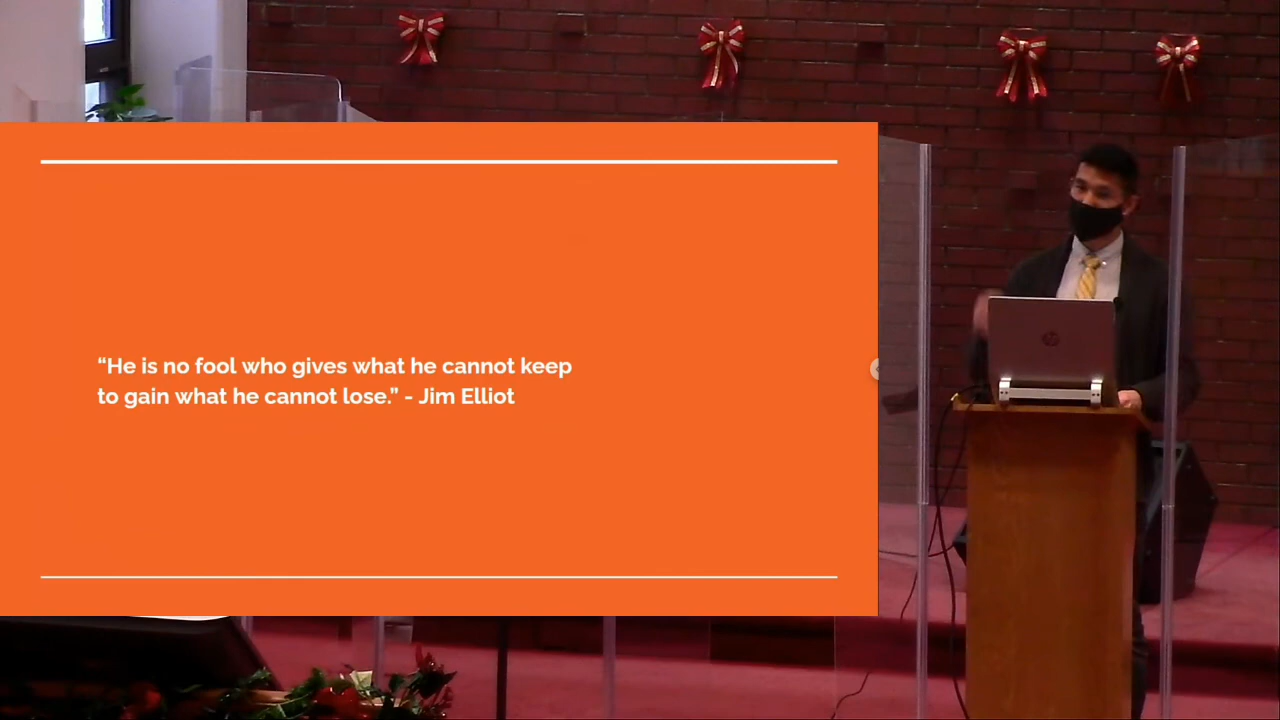 “He is no fool who gives what he cannot keep
to gain what he cannot lose.” - Jim Elliot